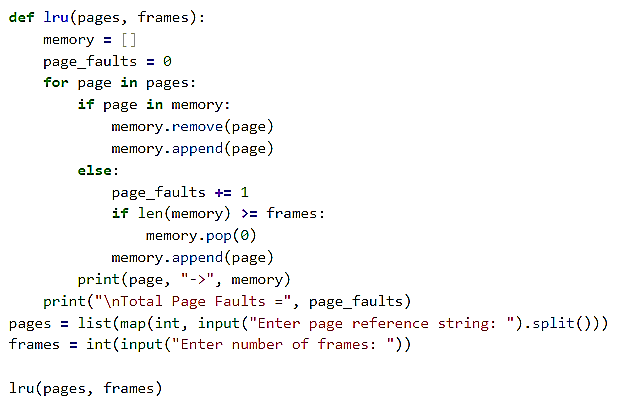 def lru(pages, frames):
    memory = []
    page_faults = 0
    for page in pages:
        if page in memory:
            memory.remove(page)
            memory.append(page)
        else:
            page_faults += 1
            if len(memory) >= frames:
                memory.pop(0)
            memory.append(page)
        print(page, "->", memory)
    print("\nTotal Page Faults =", page_faults)
pages = list(map(int, input("Enter page reference string: ").split()))
frames = int(input("Enter number of frames: "))

lru(pages, frames)